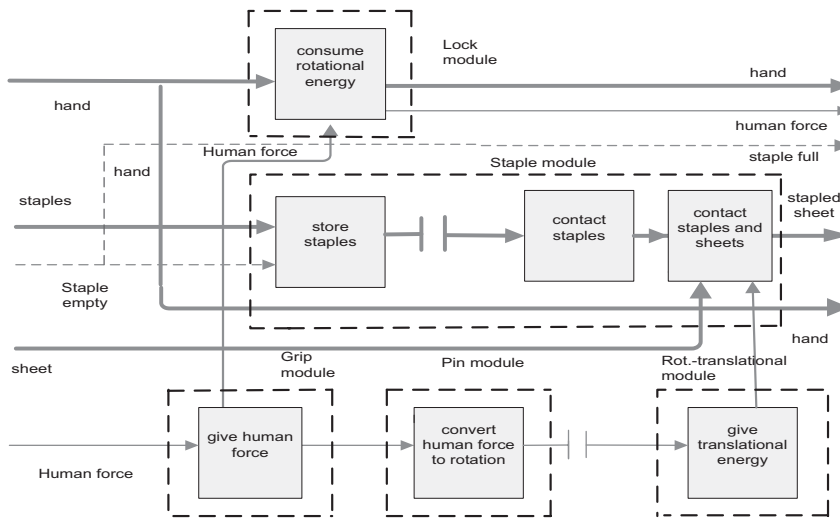 consume
rotational
energy
Lock
module
hand
hand
human force
Human force
staple full
hand
Staple module
staples
store
staples
contact
staples
contact
staples and
sheets
stapled
sheet
Staple
empty
hand
sheet
Grip
module
Pin module
Rot.-translational
module
give human
force
convert
human force
to rotation
give
translational
energy
Human force